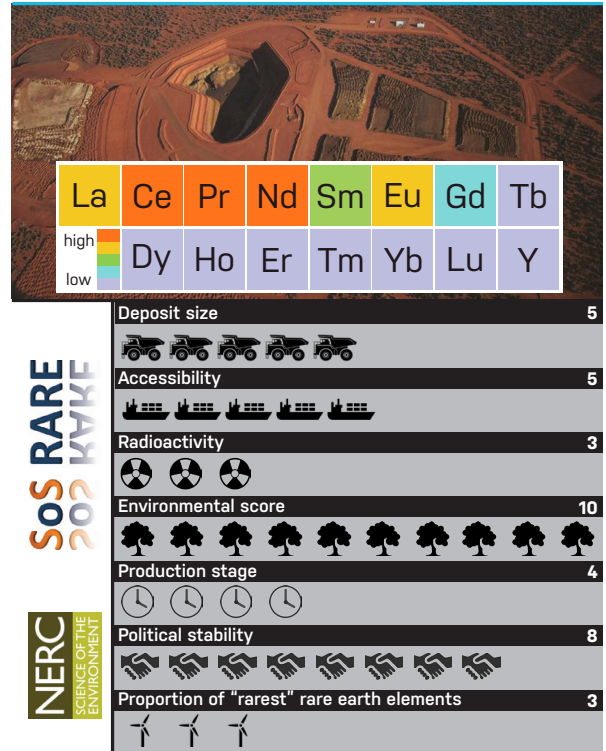 La Ce Pr Nd Sm Eu Gd Tb
high
low
Dy Ho Er Tm Yb Lu Y
Deposit size 5
Accessibility 5
Radioactivity 3
Environmental score 10
Production stage 4
Political stability 8
Proportion of “rarest” rare earth elements 3
SoS RARE
SoS RARE
NERC
SCIENCE OF THE
ENVIRONMENT